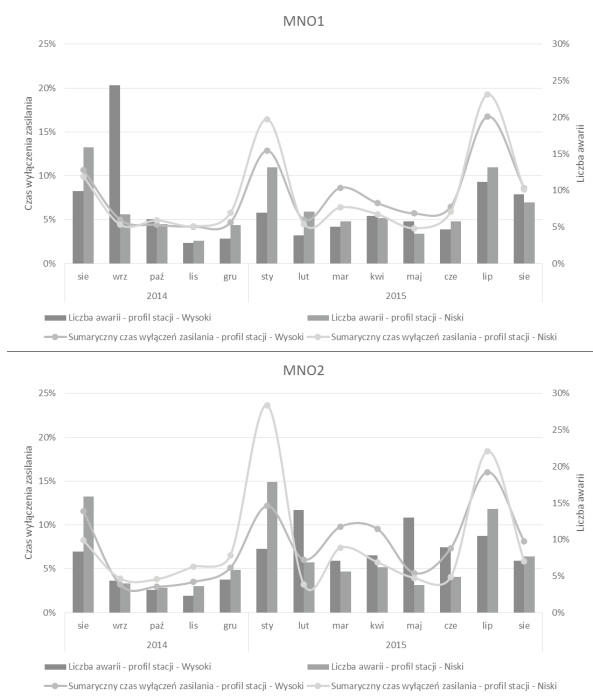 MNO1
25% 30%
20% 25%
15% 20%
10% 15%
5% 10%
0% 5%
0%
Czas wyłączenia zasilania
Liczba awarii
sie wrz paź lis gru sty lut mar kwi maj cze lip sie
2014 2015
Liczba awarii - profil stacji - Wysoki Liczba awarii - profil stacji - Niski
Sumaryczny czas wyłączeń zasilania - profil stacji - Wysoki Sumaryczny czas wyłączeń zasilania - profil stacji - Niski
MNO2
25% 30%
20% 25%
15% 20%
10% 15%
5% 10%
0% 5%
0%
Czas wyłączenia zasilania
Liczba awarii
sie wrz paź lis gru sty lut mar kwi maj cze lip sie
2014 2015
Liczba awarii - profil stacji - Wysoki Liczba awarii - profil stacji - Niski
Sumaryczny czas wyłączeń zasilania - profil stacji - Wysoki Sumaryczny czas wyłączeń zasilania - profil stacji - Niski